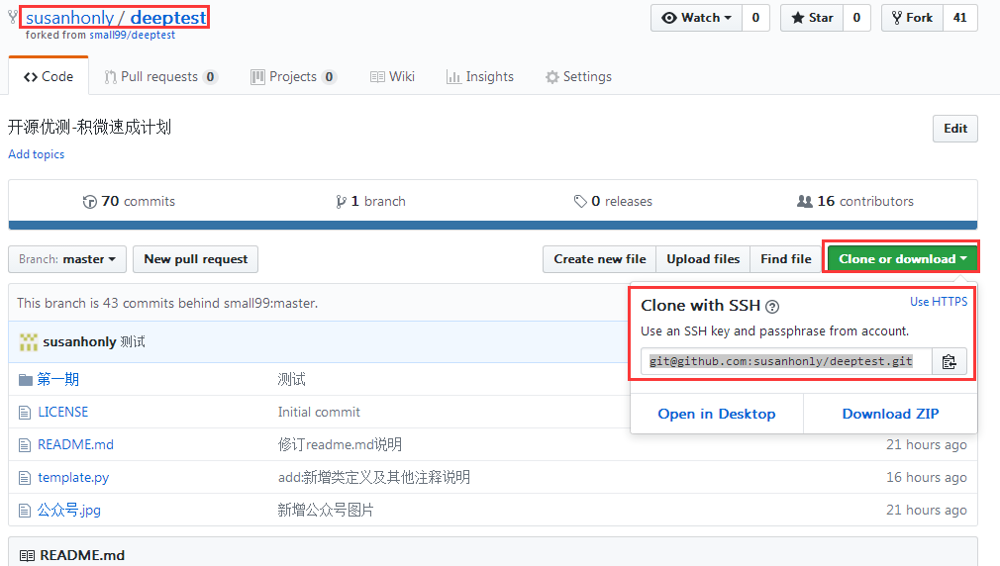 susanhonly / deeptest
Watch 0 Star 0 Fork 41
forked from small99/deeptest
Code Pull requests 0 Projects 0 Wiki Insights Settings
开源优测-积微速成计划 Edit
Add topics
70 commits 1 branch 0 releases 16 contributors
Branch: master New pull request Create new file Upload files Find file Clone or download
This branch is 43 commits behind small99:master.
Clone with SSH ? Use HTTPS
Use an SSH key and passphrase from account.
susanhonly 测试
git@github.com:susanhonly/deeptest.git
第一期 测试
LICENSE Initial commit
Open in Desktop Download ZIP
README.md 修订readme.md说明 21 hours ago
template.py add:新增类定义及其他注释说明 16 hours ago
公众号.jpg 新增公众号图片 21 hours ago
README.md